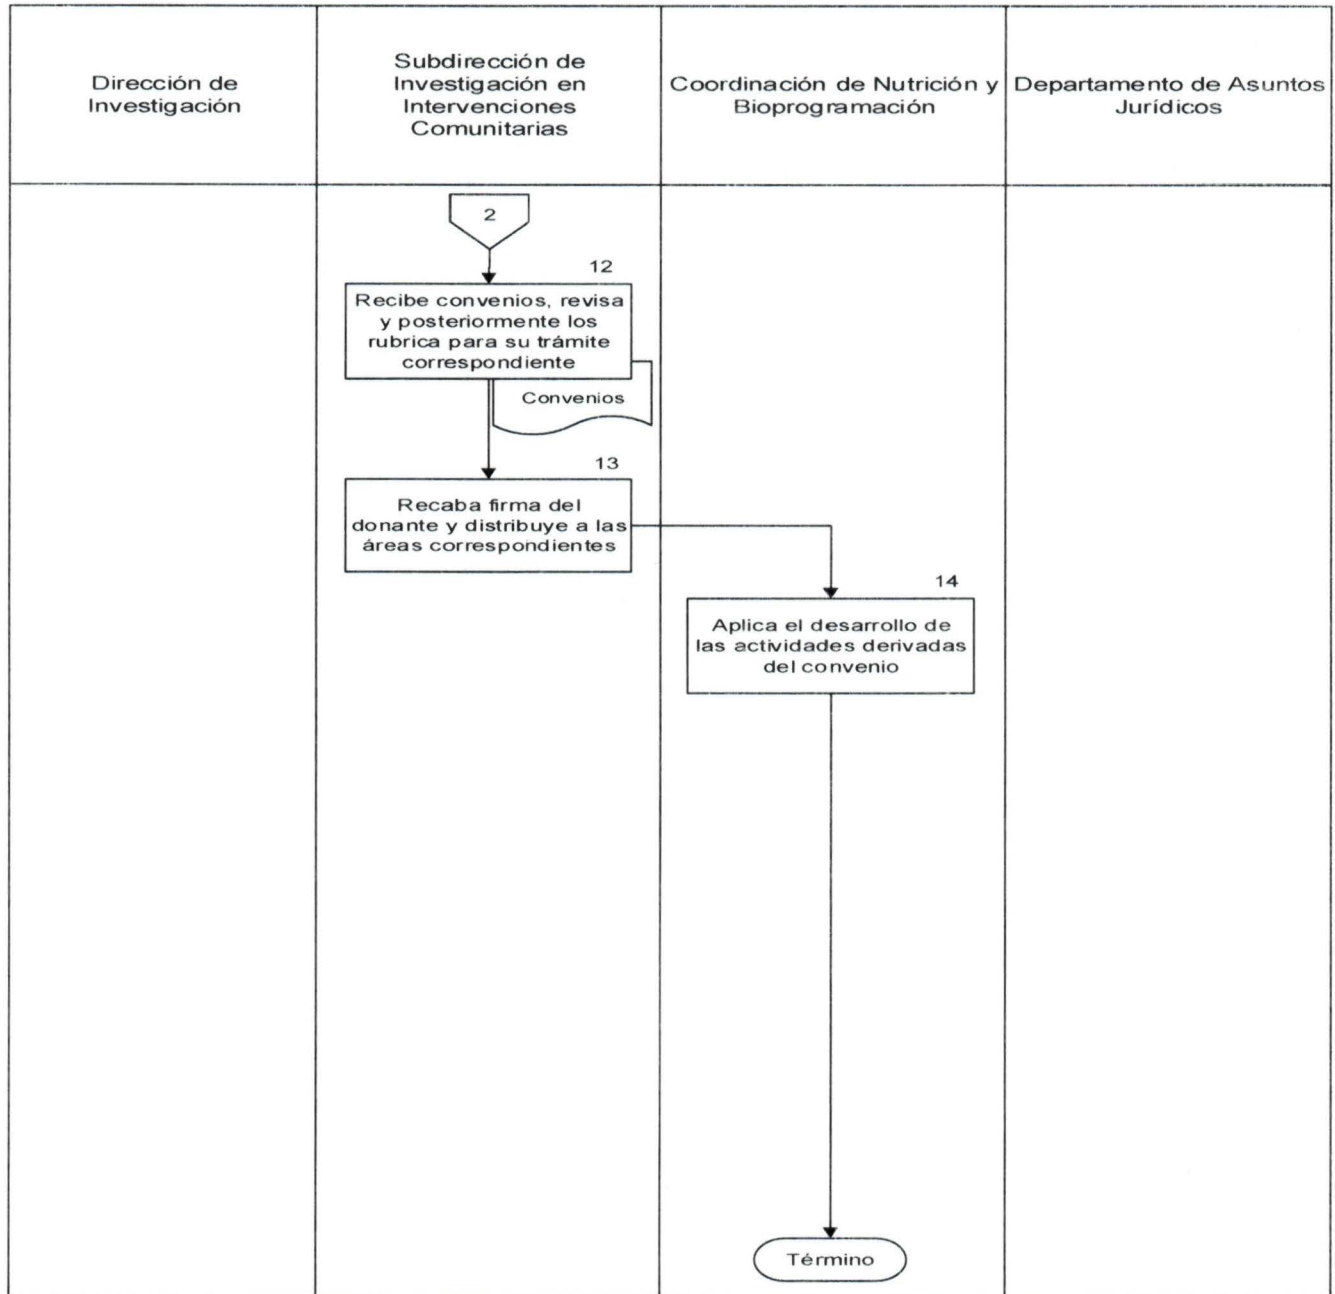 Dirección de
Investigación
Subdirección de
Investigación en
Intervenciones
Comunitarias
Coordinación de Nutrición y
Bioprogramación
Departamento de Asuntos
Jurídicos
2
12
Recibe convenios, revisa
y posteriormente los
rubrica para su trámite
correspondiente
Convenios
13
Recaba firma del
donante y distribuye a las
áreas correspondientes
14
Aplica el desarrollo de
las actividades derivadas
del convenio
Término